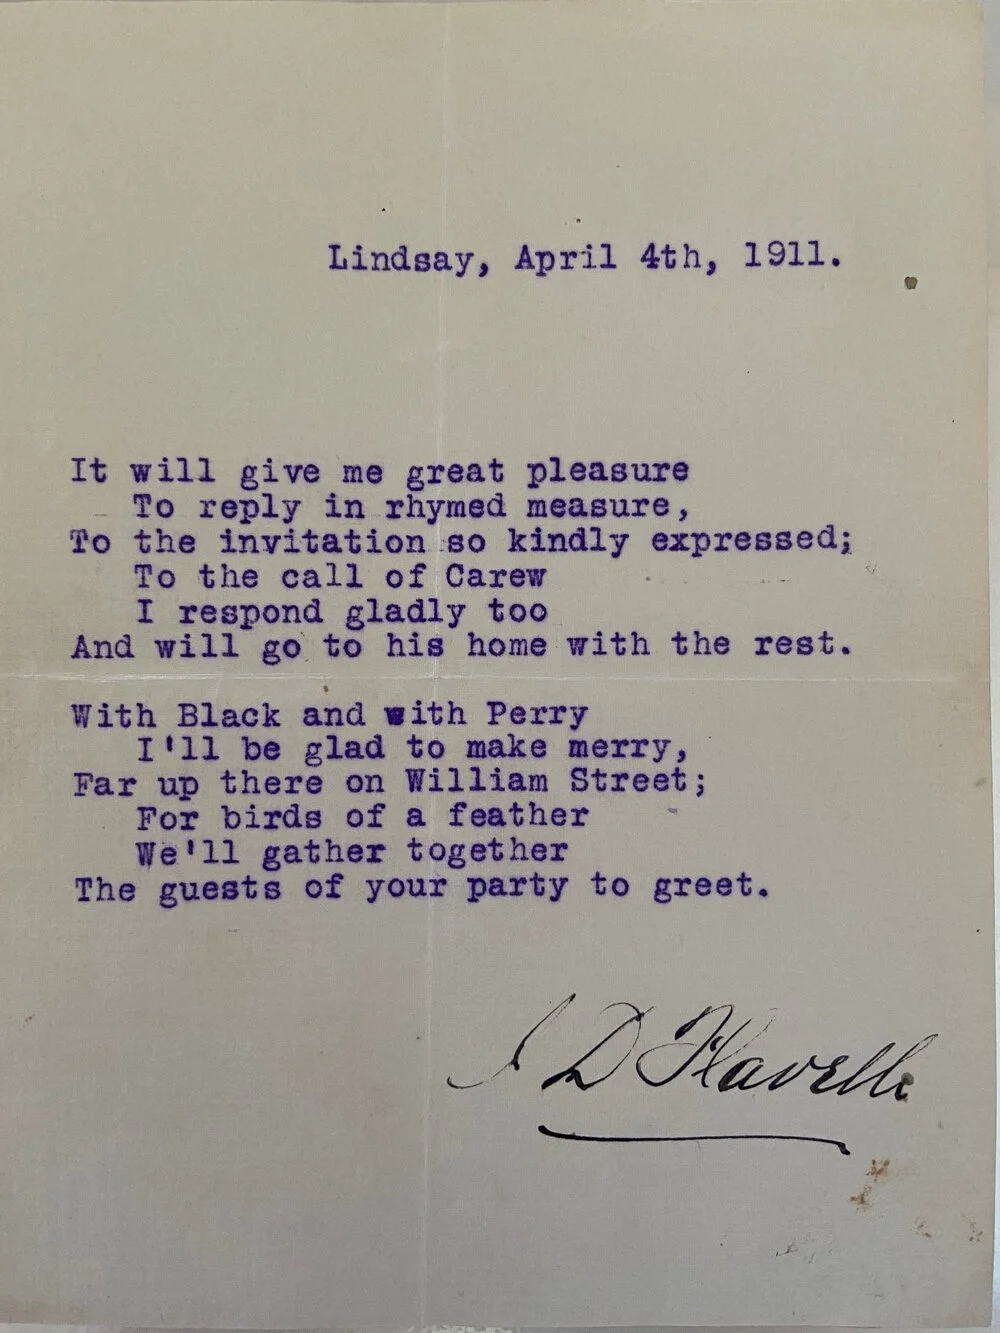 Lindsay, April 4th, 1911.
It will give me great pleasure
To reply in rhymed measure,
To the invitation so kindly expressed;
To the call of Carew
I respond gladly too
And will go to his home with the rest.
With Black and with Perry
I'll be glad to make merry,
Far up there on William Street;
For birds of a feather
We'll gather together
The guests of your party to greet.
J D Flavelle